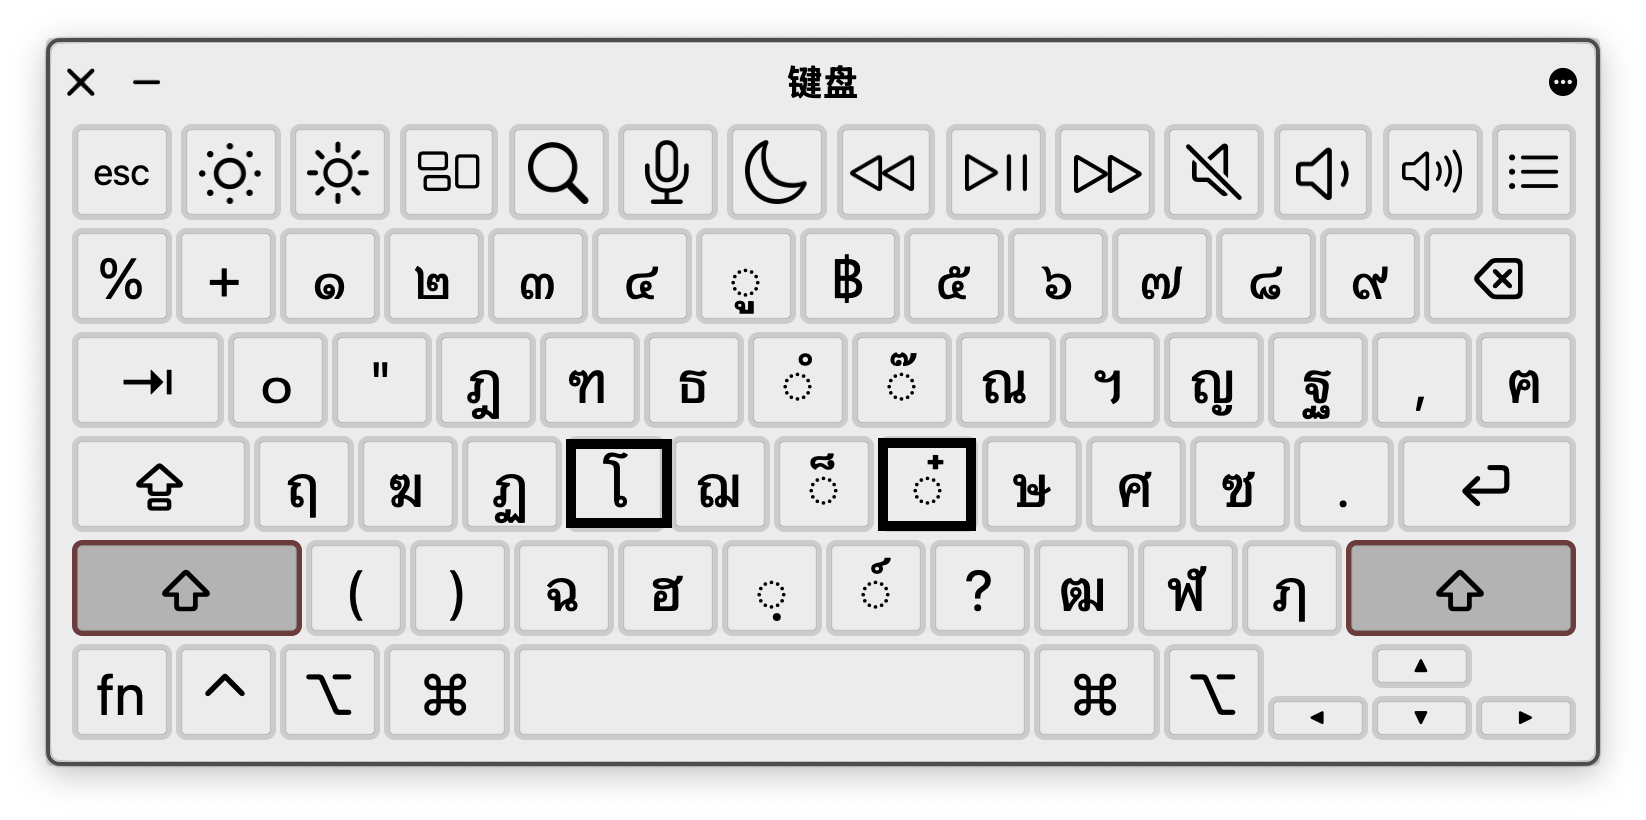 键盘
esc
% + ๑ ๒ ๓ ๔ ู ฿ ๕ ๖ ๗ ๘ ๙
๐ " ฎ ฑ ธ ํ ๊ ณ ฯ ญ ฐ , ฅ
ฤ ฆ ฏ โ ฌ ็ ๋ ษ ศ ซ .
( ) ฉ ฮ ฺ ์ ? ฒ ฬ ฦ
fn ⌃ ⌥ ⌘ ⌘ ⌥